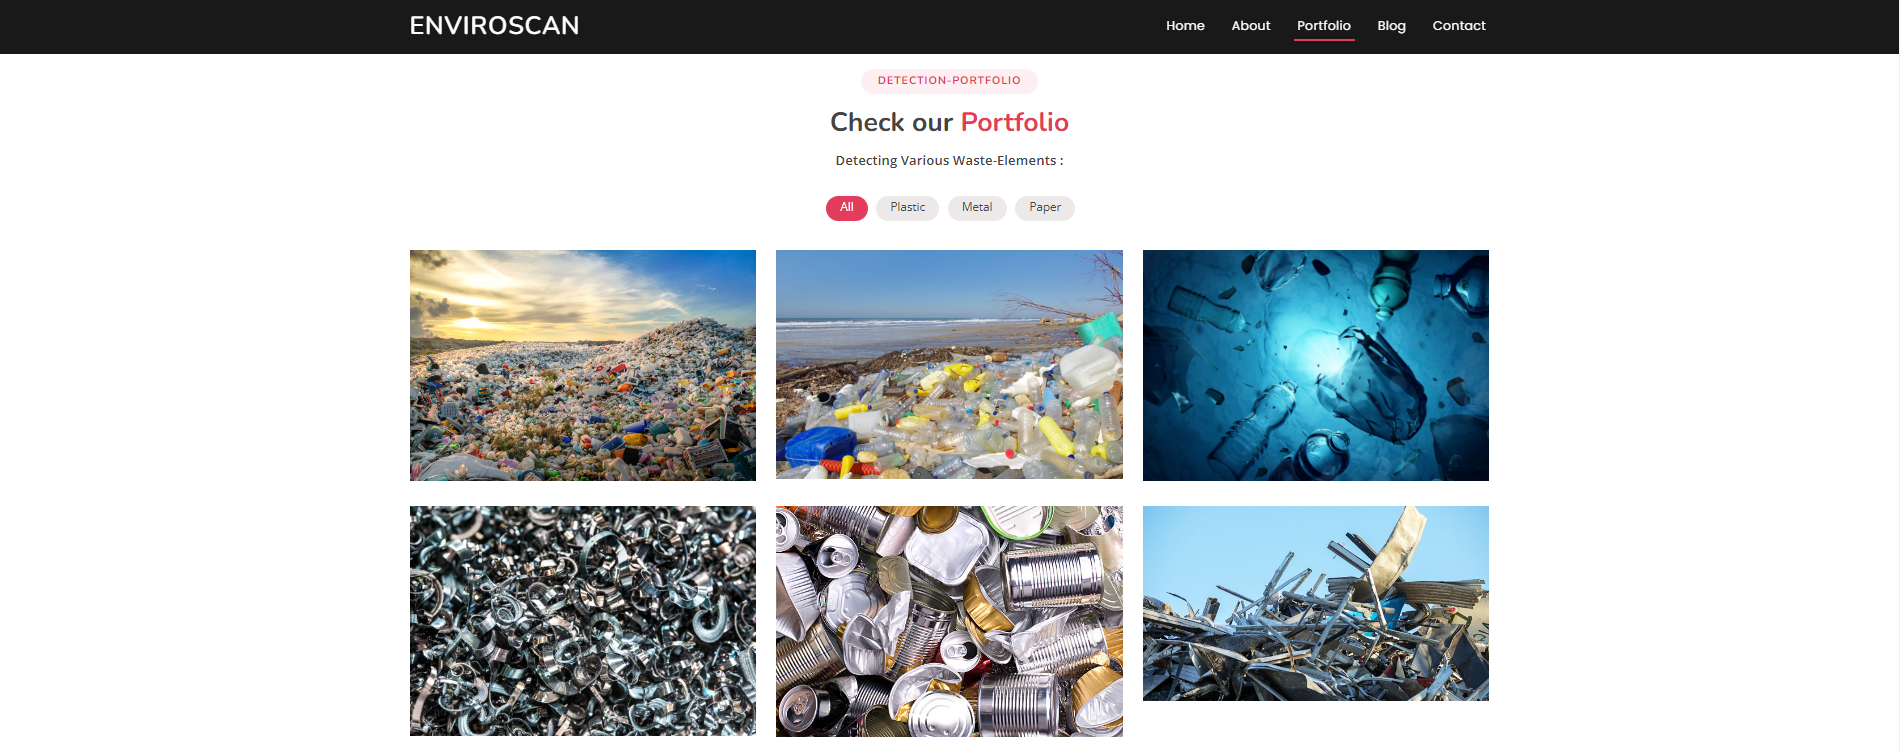 ENVIROSCAN
Home About Portfolio Blog Contact
DETECTION-PORTFOLIO
Check our Portfolio
Detecting Various Waste-Elements :
All Plastic Metal Paper